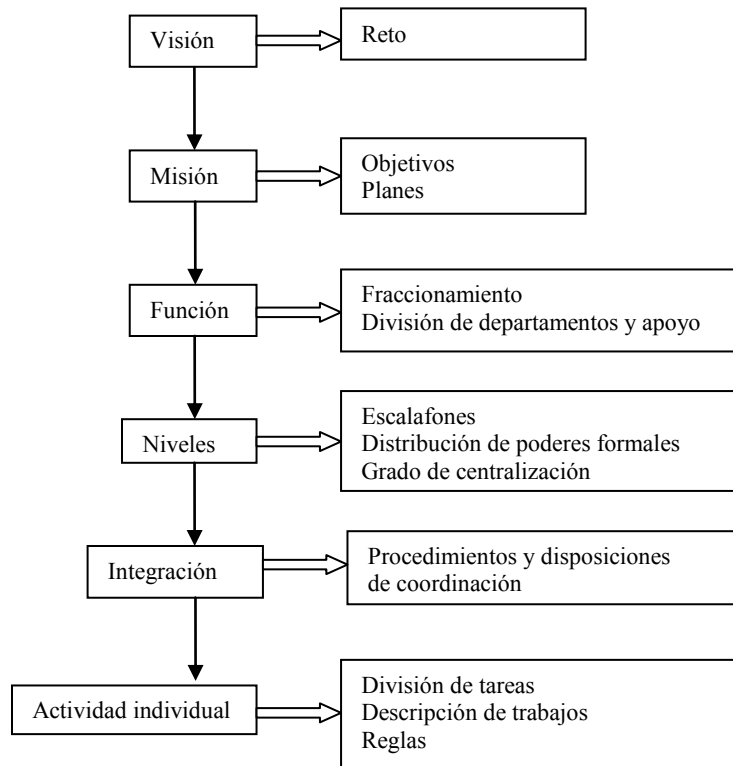 Visión
Reto
Misión
Objetivos
Planes
Función
Fraccionamiento
División de departamentos y apoyo
Niveles
Escalafones
Distribución de poderes formales
Grado de centralización
Integración
Procedimientos y disposiciones
de coordinación
Actividad individual
División de tareas
Descripción de trabajos
Reglas